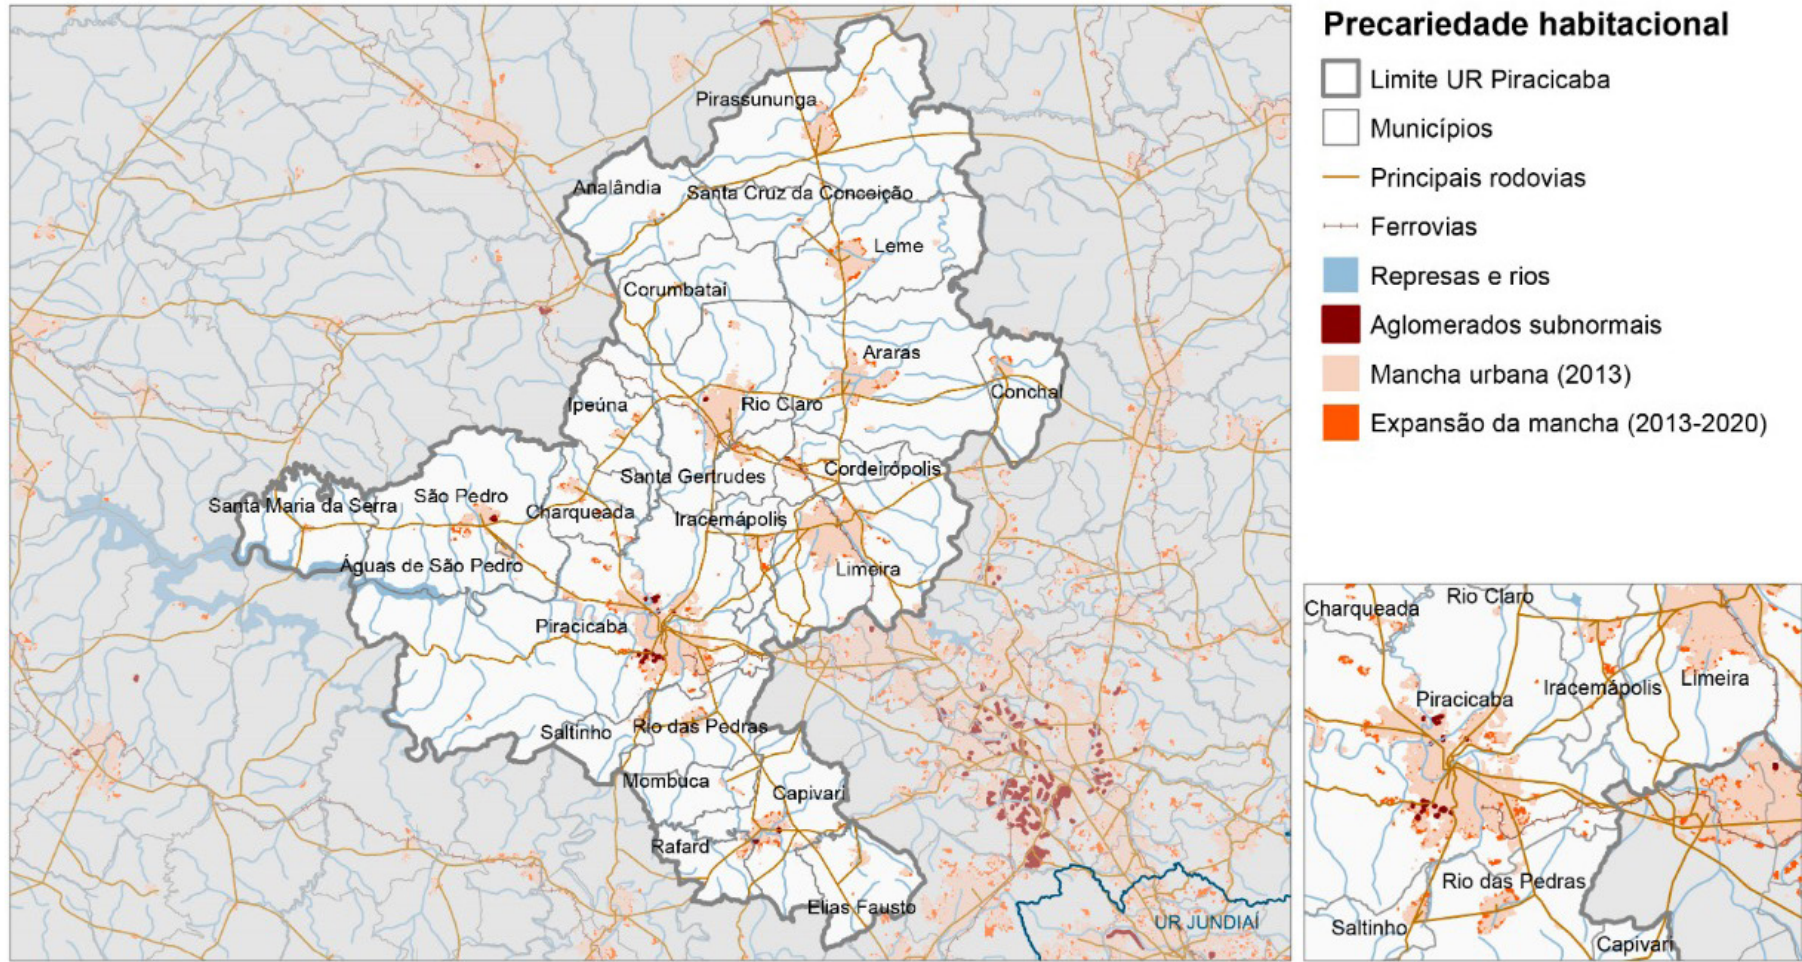 Precariedade habitacional
Limite UR Piracicaba
Municípios
Principais rodovias
Ferrovias
Represas e rios
Aglomerados subnormais
Mancha urbana (2013)
Expansão da mancha (2013-2020)
Pirassununga
Analândia
Santa Cruz da Conceição
Leme
Corumbataí
Araras
Conchal
Ipeúna
Rio Claro
Cordeirópolis
Santa Gertrudes
São Pedro
Santa Maria da Serra
Charqueada
Iracemápolis
Águas de São Pedro
Limeira
Piracicaba
Saltinho
Rio das Pedras
Mombuca
Capivari
Rafard
Elias Fausto
UR JUNDIAÍ
Rio Claro
Charqueada
Limeira
Iracemápolis
Piracicaba
Rio das Pedras
Saltinho
Capivari